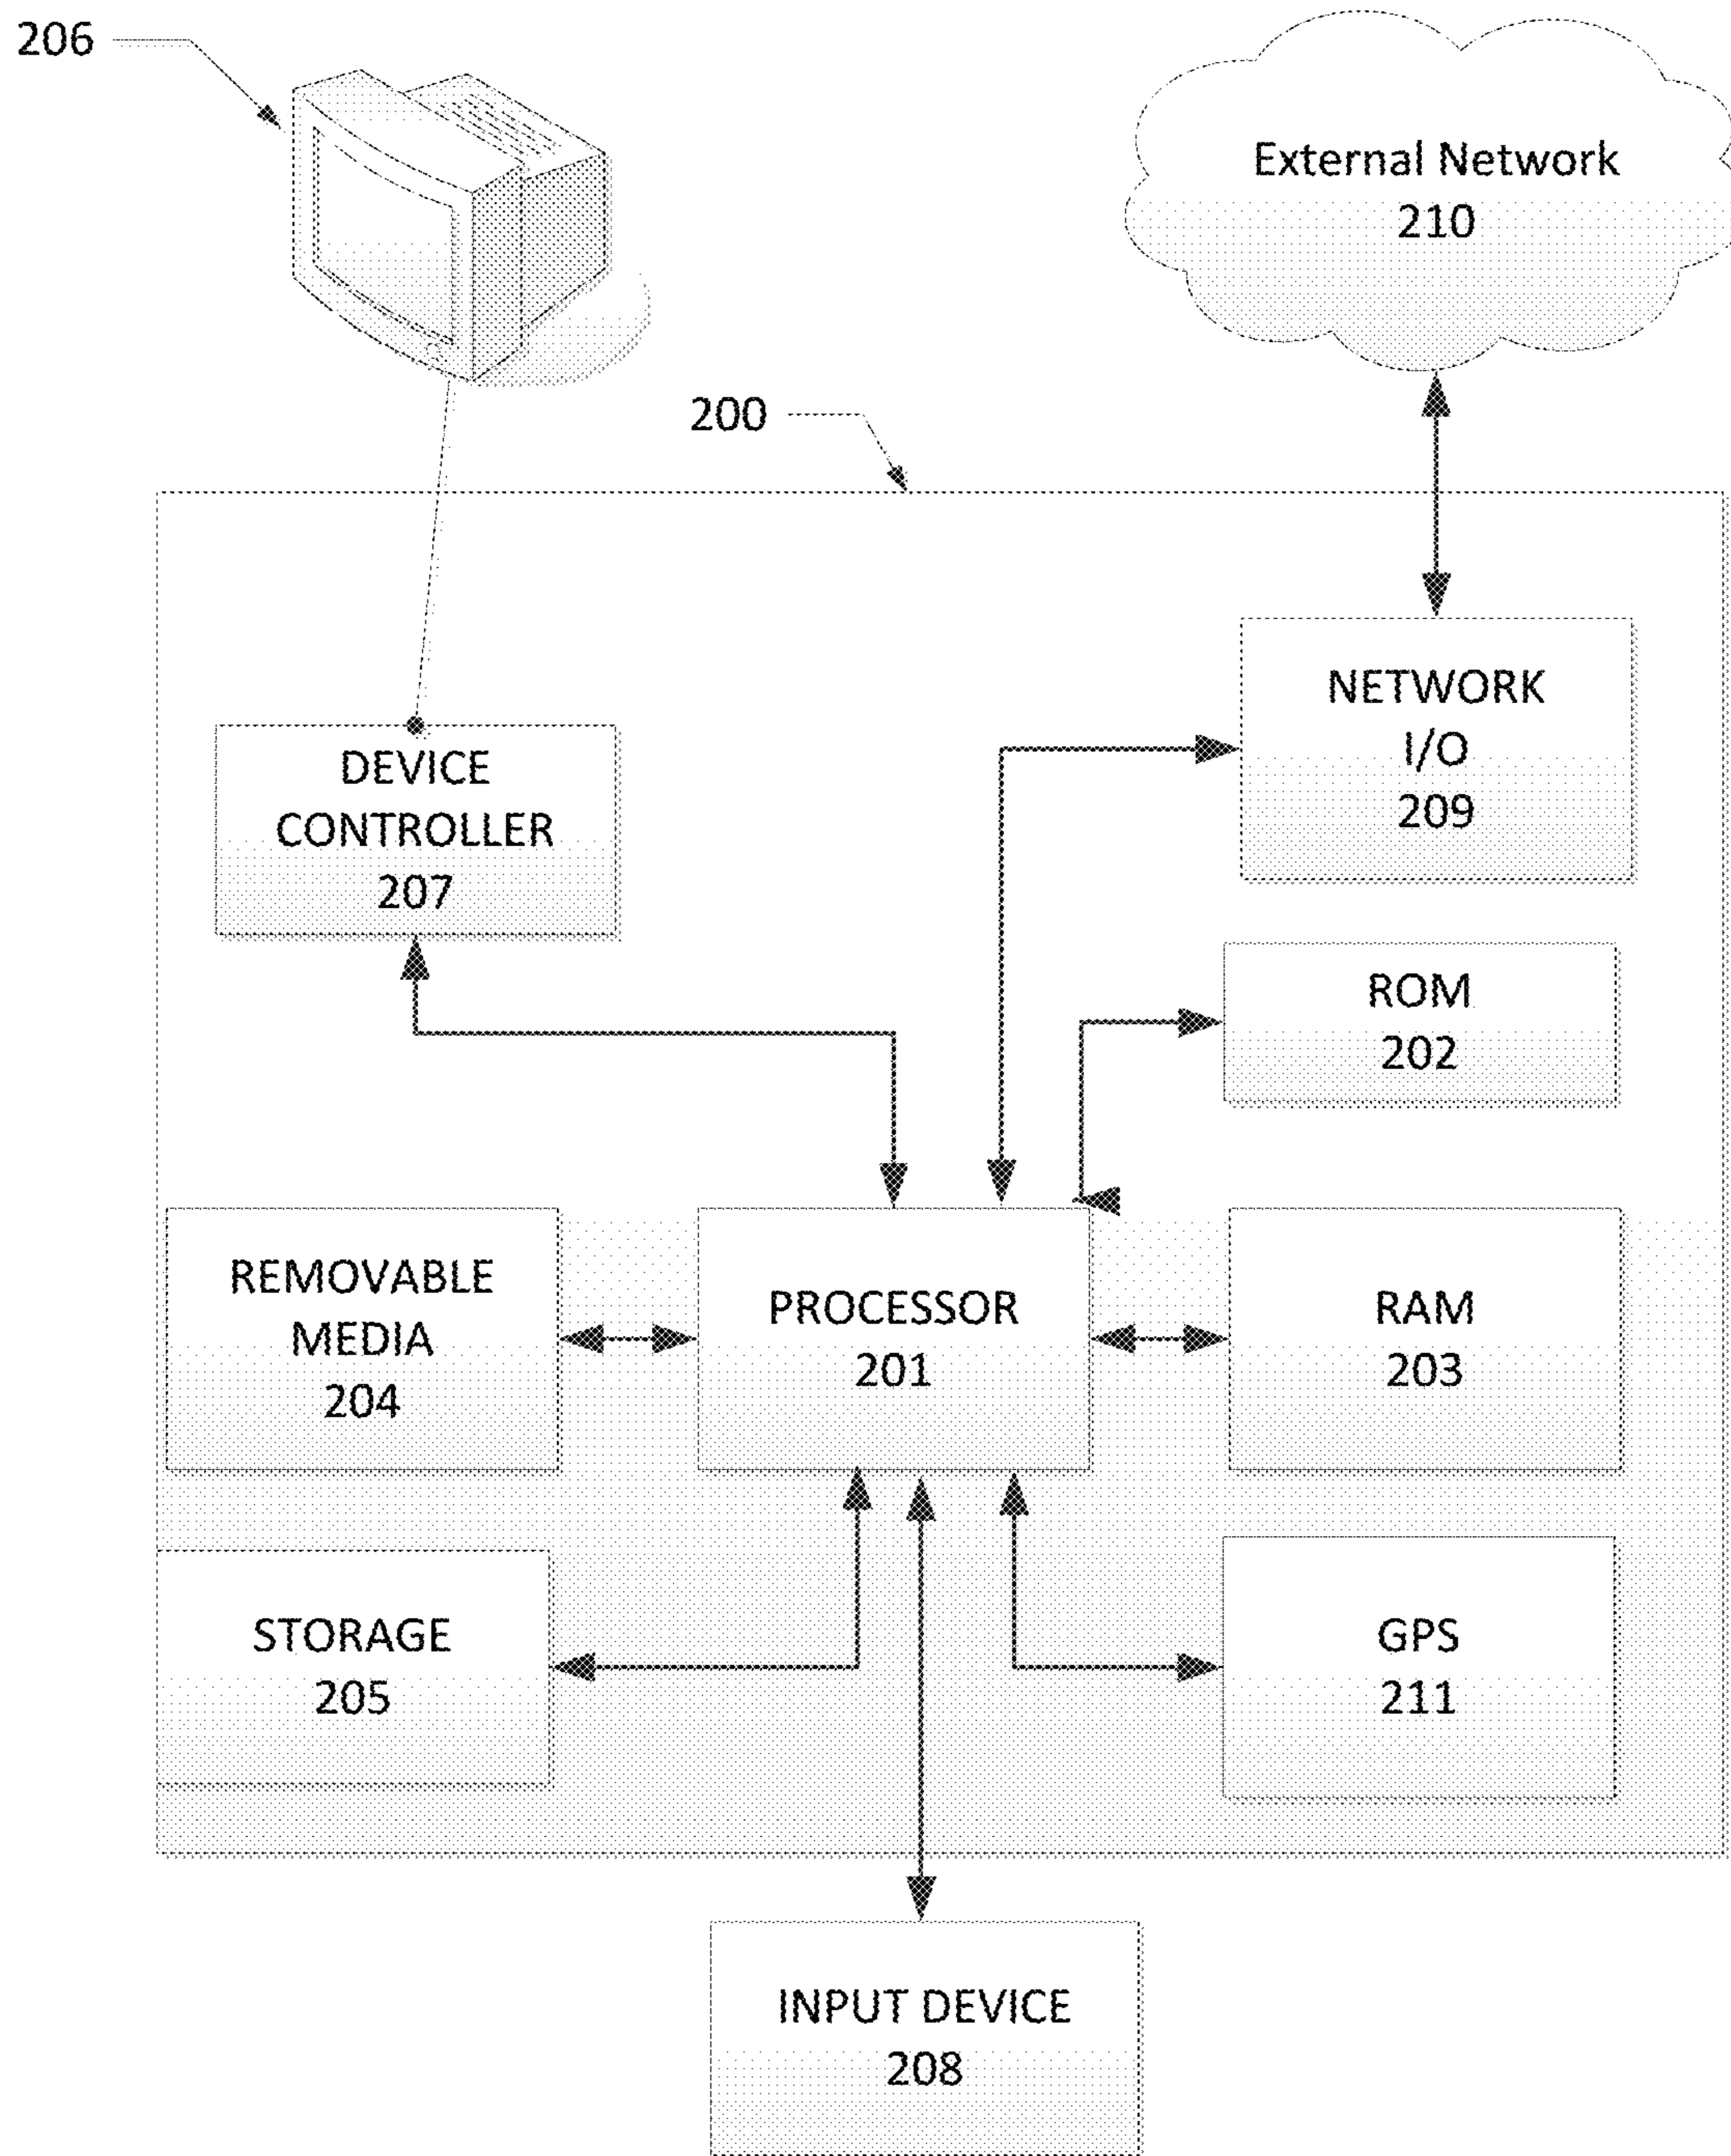 206
External Network
210
200
NETWORK
I/O
209
DEVICE
CONTROLLER
207
ROM
202
REMOVABLE
MEDIA
204
PROCESSOR
201
RAM
203
STORAGE
205
GPS
211
INPUT DEVICE
208